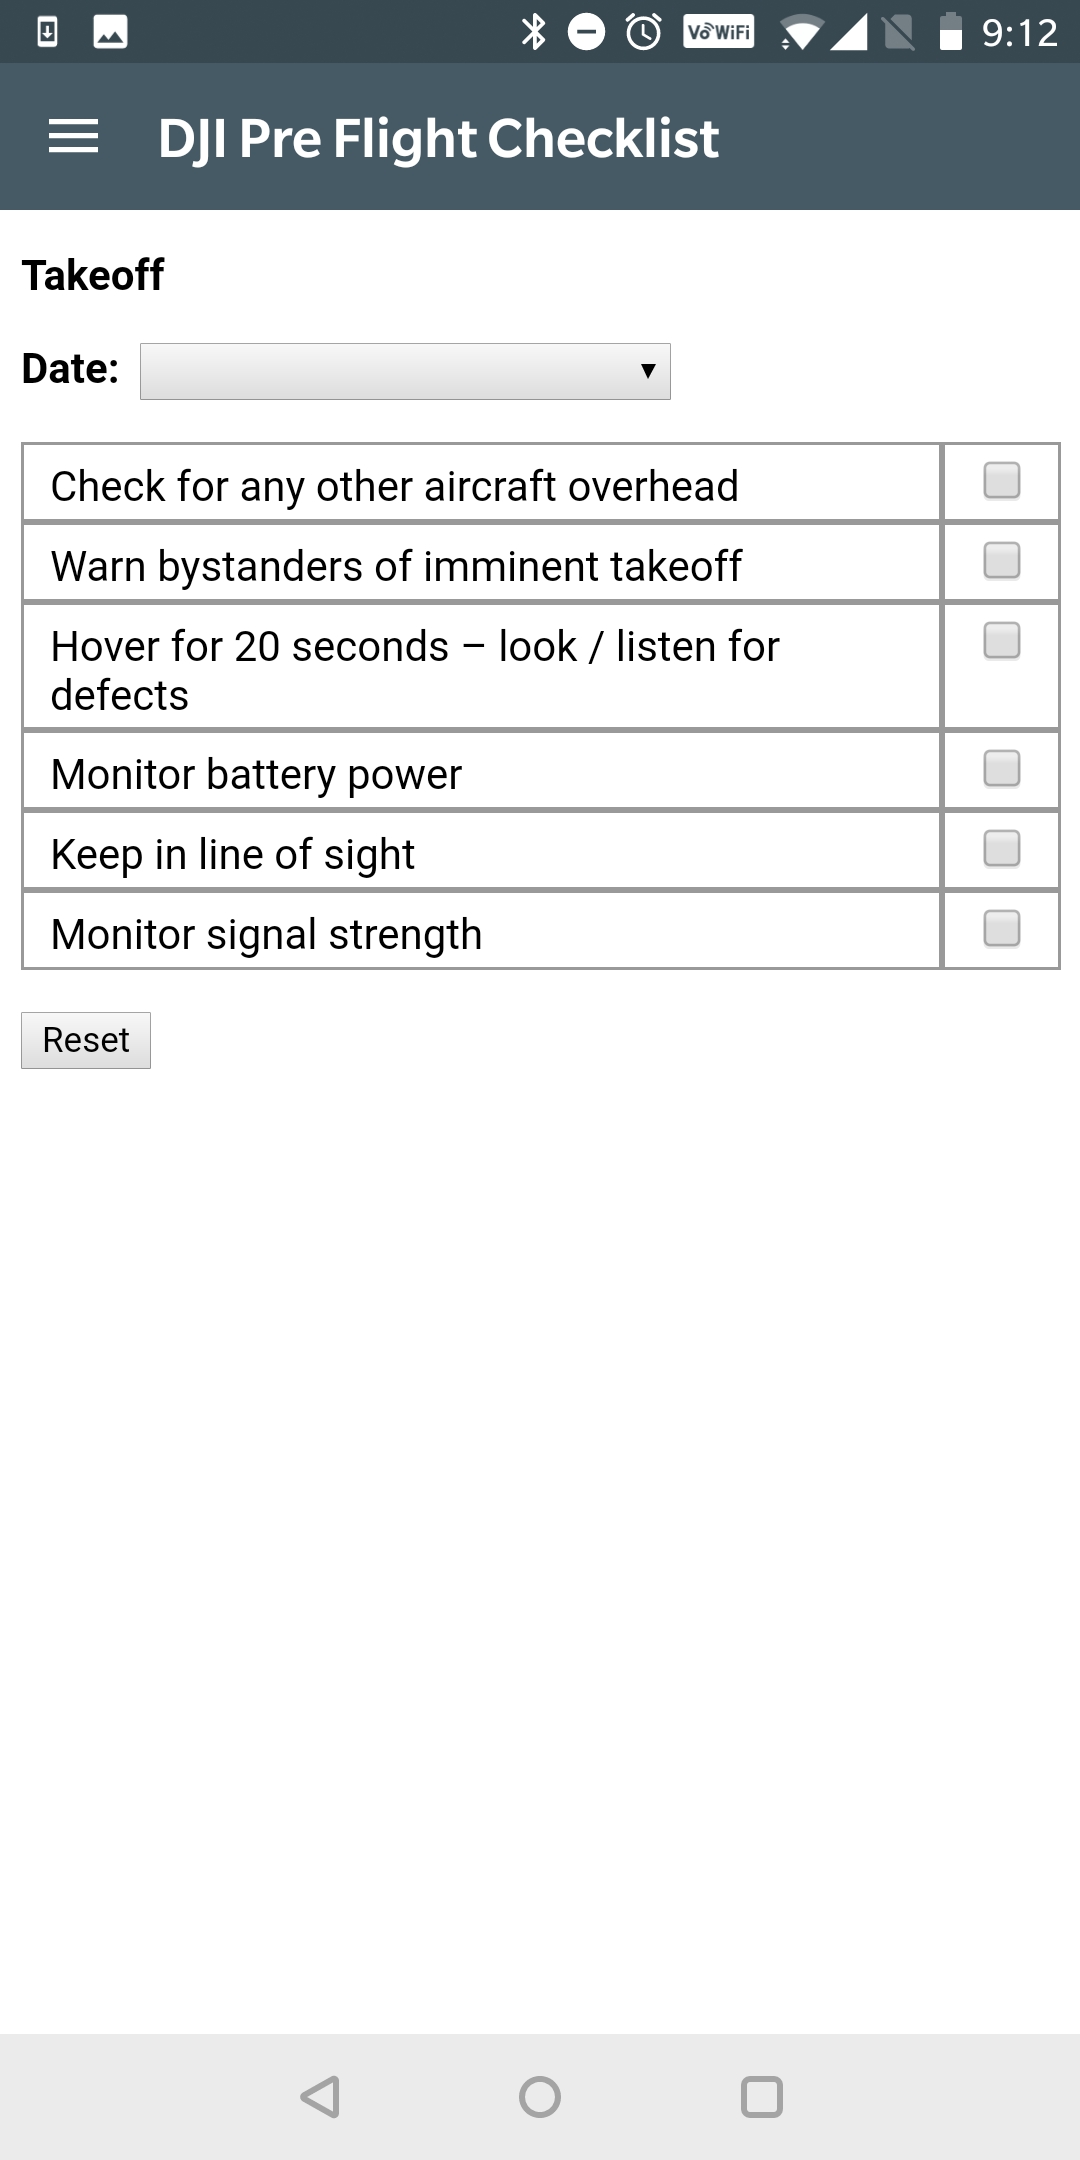 VoWiFi 9:12
DJI Pre Flight Checklist
Takeoff
Date:
Check for any other aircraft overhead
Warn bystanders of imminent takeoff
Hover for 20 seconds – look / listen for
defects
Monitor battery power
Keep in line of sight
Monitor signal strength
Reset